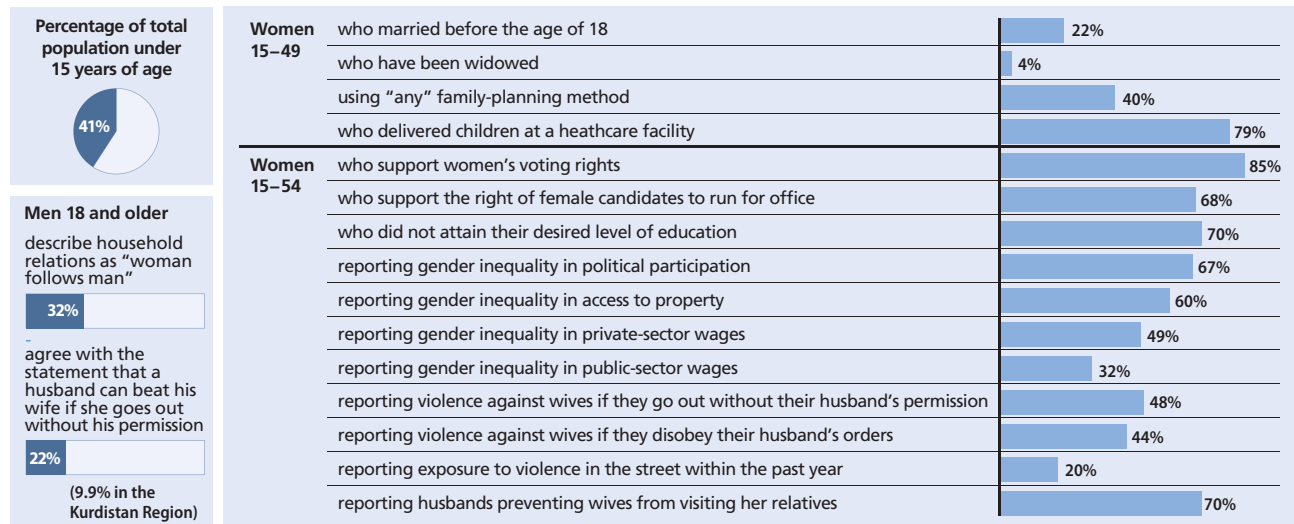 Percentage of total
population under
15 years of age
41%
Men 18 and older
describe household
relations as “woman
follows man”
32%
agree with the
statement that a
husband can beat his
wife if she goes out
without his permission
22%
(9.9% in the
Kurdistan Region)
Women
15–49
who married before the age of 18 22%
who have been widowed 4%
using “any” family-planning method 40%
who delivered children at a heathcare facility 79%
Women
15–54
who support women’s voting rights 85%
who support the right of female candidates to run for office 68%
who did not attain their desired level of education 70%
reporting gender inequality in political participation 67%
reporting gender inequality in access to property 60%
reporting gender inequality in private-sector wages 49%
reporting gender inequality in public-sector wages 32%
reporting violence against wives if they go out without their husband’s permission 48%
reporting violence against wives if they disobey their husband’s orders 44%
reporting exposure to violence in the street within the past year 20%
reporting husbands preventing wives from visiting her relatives 70%